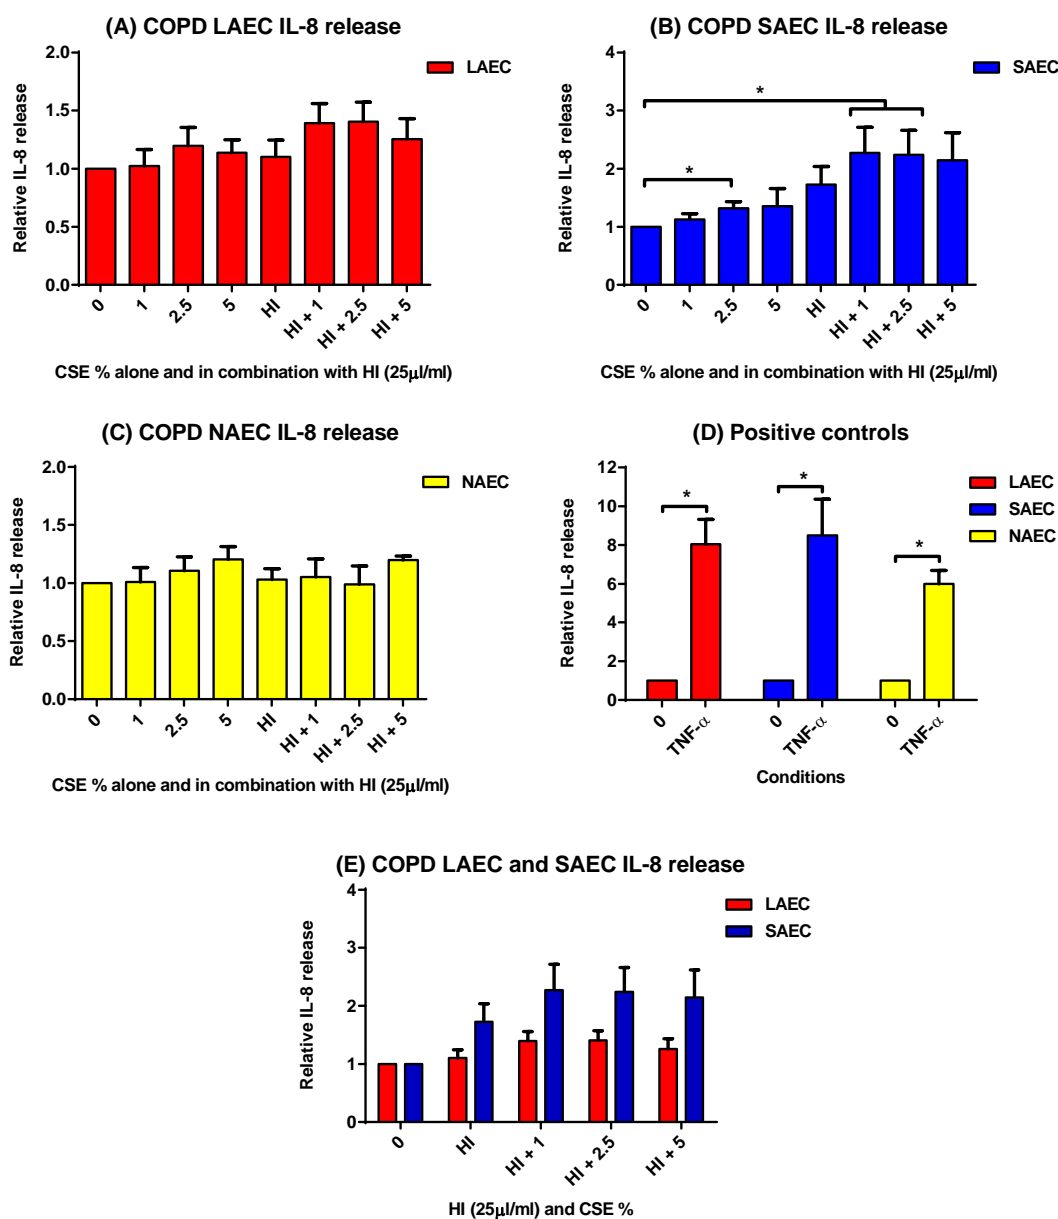 (A) COPD LAEC IL-8 release
2.0
1.5
1.0
0.5
0.0
Relative IL-8 release
LAEC
0
1
2.5
5
HI
HI + 1
HI + 2.5
HI + 5
CSE % alone and in combination with HI (25µl/ml)
(B) COPD SAEC IL-8 release
4
3
2
1
0
Relative IL-8 release
SAEC
*
*
0
1
2.5
5
HI
HI + 1
HI + 2.5
HI + 5
CSE % alone and in combination with HI (25µl/ml)
(C) COPD NAEC IL-8 release
2.0
1.5
1.0
0.5
0.0
Relative IL-8 release
NAEC
0
1
2.5
5
HI
HI + 1
HI + 2.5
HI + 5
CSE % alone and in combination with HI (25µl/ml)
(D) Positive controls
12
10
8
6
4
2
0
Relative IL-8 release
LAEC
SAEC
NAEC
*
*
*
0
TNF-α
0
TNF-α
0
TNF-α
Conditions
(E) COPD LAEC and SAEC IL-8 release
4
3
2
1
0
Relative IL-8 release
LAEC
SAEC
0
HI
HI + 1
HI + 2.5
HI + 5
HI (25µl/ml) and CSE %